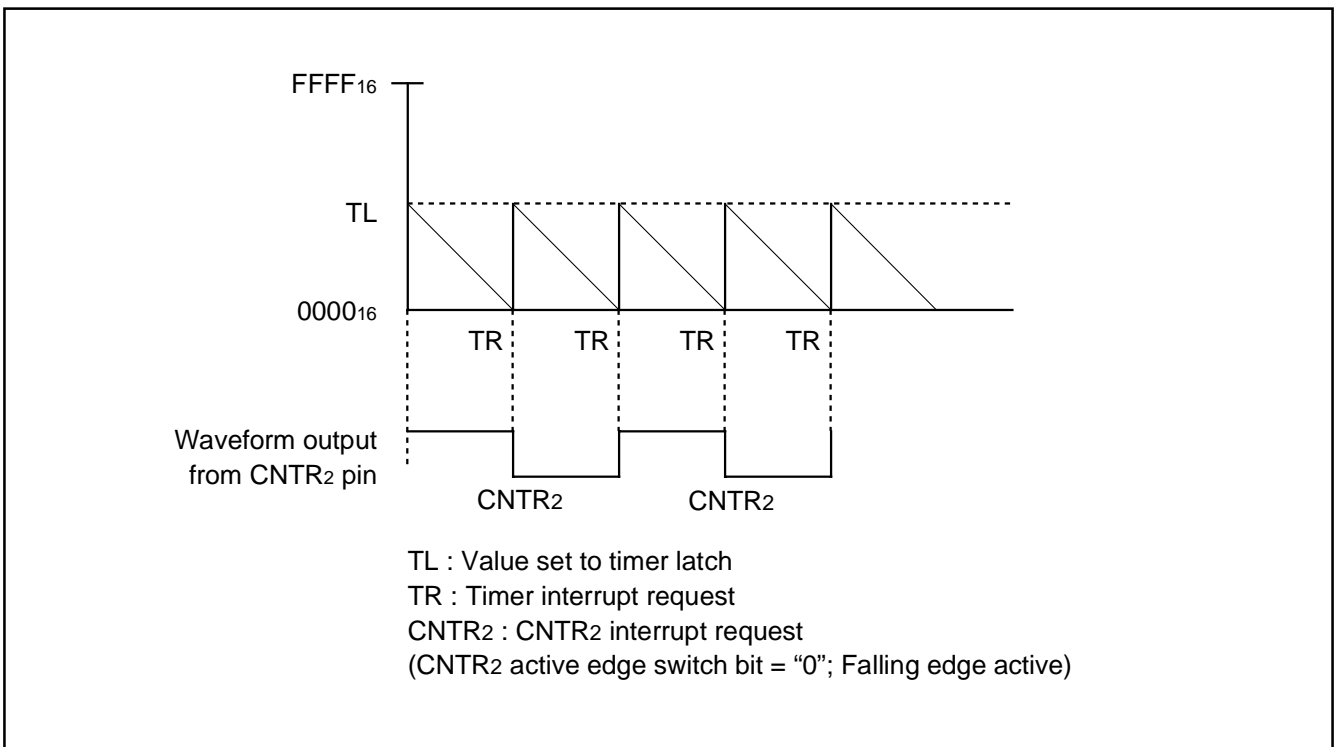 FFFF16
TL
000016
TR TR TR TR
Waveform output
from CNTR2 pin
CNTR2 CNTR2
TL : Value set to timer latch
TR : Timer interrupt request
CNTR2 : CNTR2 interrupt request
(CNTR2 active edge switch bit = “0”; Falling edge active)